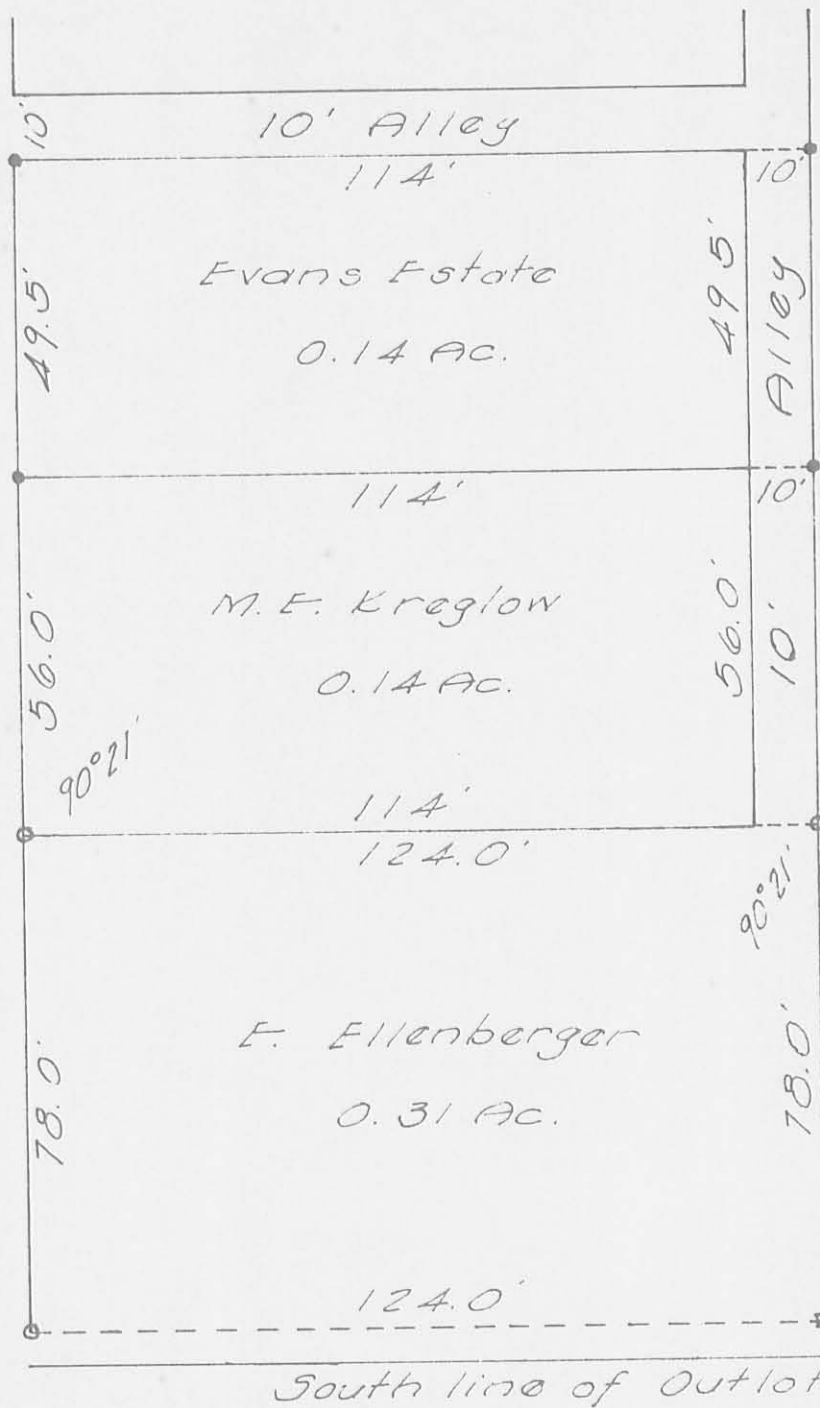 10'
10' Alley
114'
10'
Evans Estate
49.5'
49 5'
Alley
0.14 Ac.
114'
10'
M. E. Kreglow
56.0'
56.0'
10'
0.14 Ac.
90°21'
114'
124.0'
90°21'
E. Ellenberger
78.0'
78.0'
0.31 Ac.
124.0'
South line of Outlot